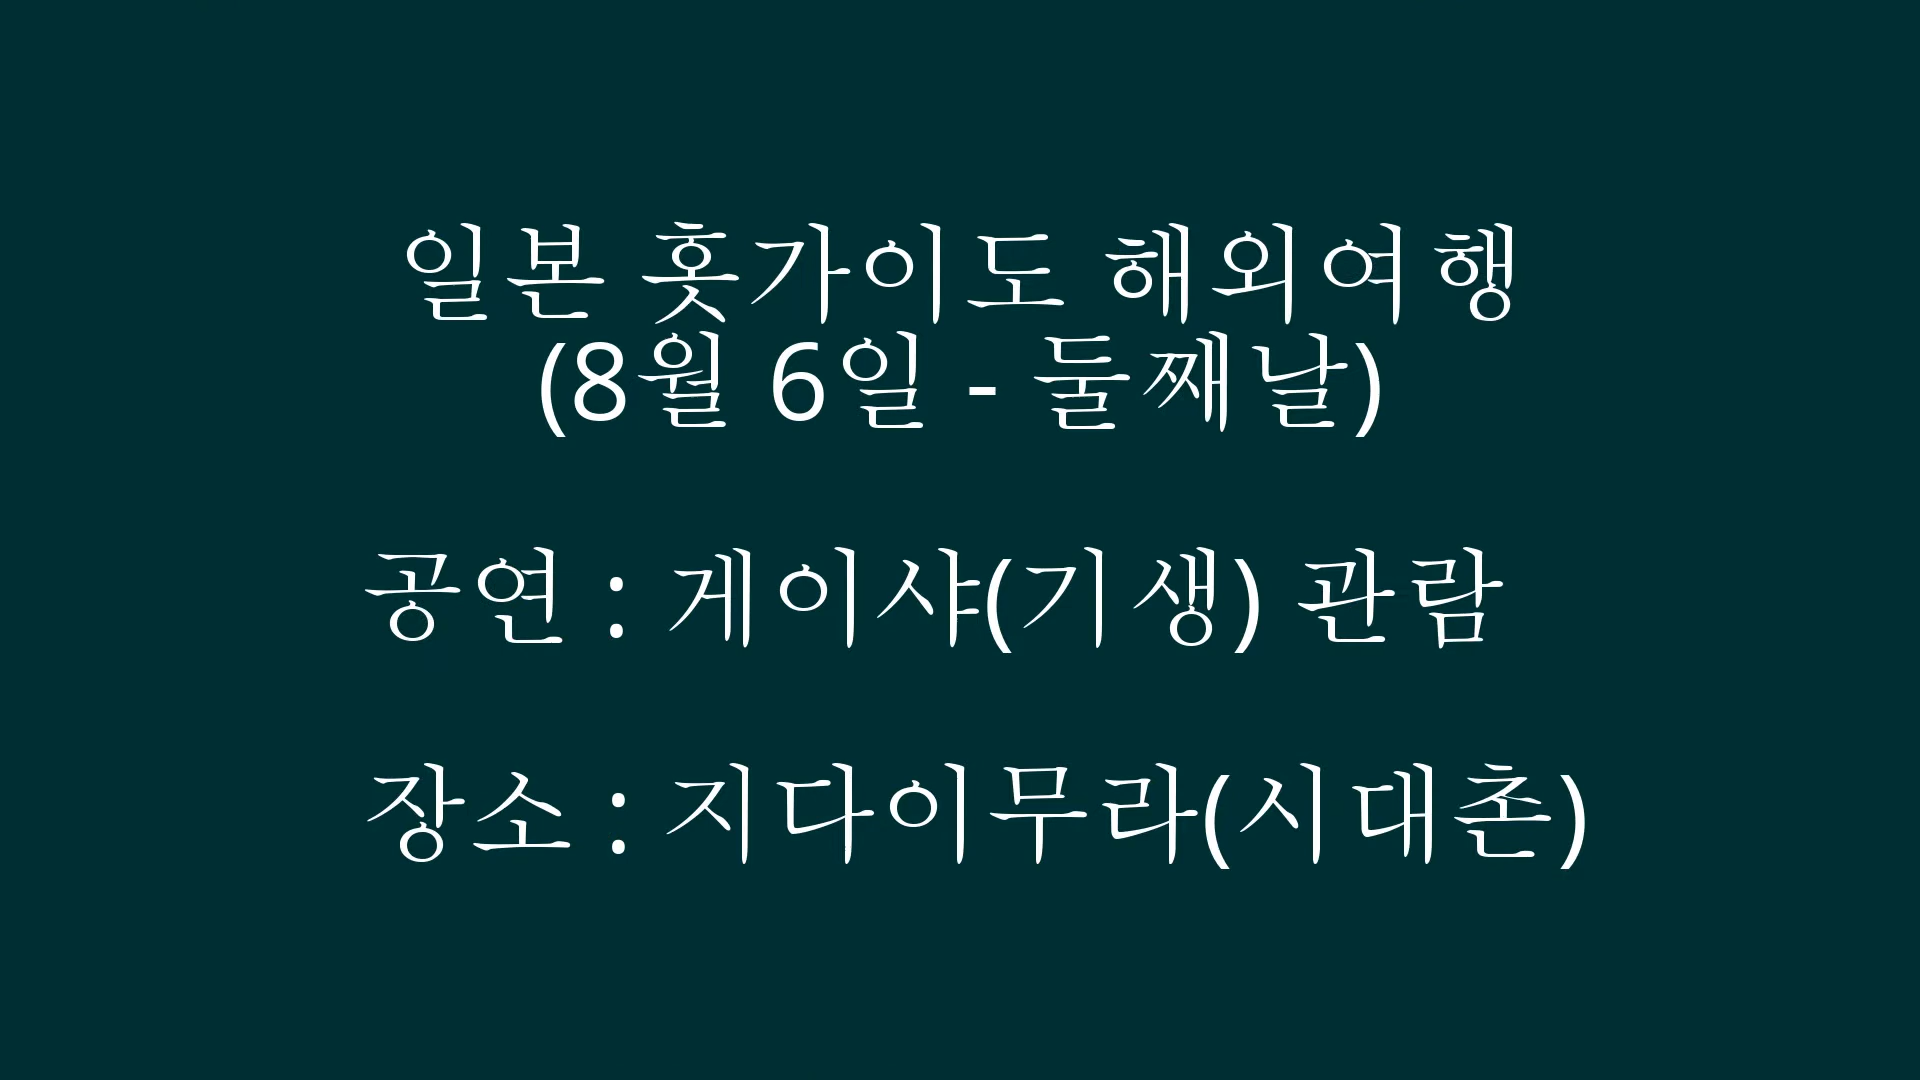 일본 홋가이도 해외여행
(8월 6일 - 둘째날)
공연 : 게이샤(기생) 관람
장소 : 지다이무라(시대촌)